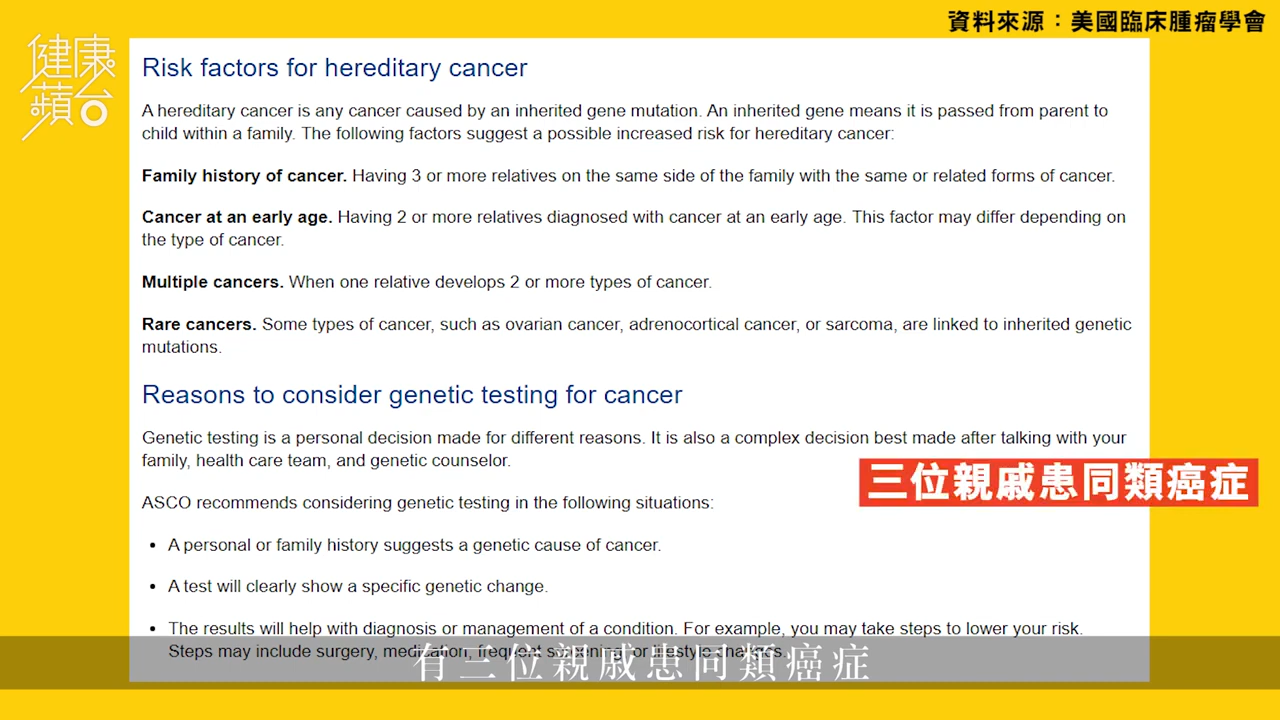 資料來源：美國臨床腫瘤學會
健康
蘋台
Risk factors for hereditary cancer
A hereditary cancer is any cancer caused by an inherited gene mutation. An inherited gene means it is passed from parent to
child within a family. The following factors suggest a possible increased risk for hereditary cancer:
Family history of cancer. Having 3 or more relatives on the same side of the family with the same or related forms of cancer.
Cancer at an early age. Having 2 or more relatives diagnosed with cancer at an early age. This factor may differ depending on
the type of cancer.
Multiple cancers. When one relative develops 2 or more types of cancer.
Rare cancers. Some types of cancer, such as ovarian cancer, adrenocortical cancer, or sarcoma, are linked to inherited genetic
mutations.
Reasons to consider genetic testing for cancer
Genetic testing is a personal decision made for different reasons. It is also a complex decision best made after talking with your
family, health care team, and genetic counselor.
三位親戚患同類癌症
ASCO recommends considering genetic testing in the following situations:
• A personal or family history suggests a genetic cause of cancer.
• A test will clearly show a specific genetic change.
• The results will help with diagnosis or management of a condition. For example, you may take steps to lower your risk.
Steps may include surgery, medication, frequent screening, or lifestyle changes.
有三位親戚患同類癌症